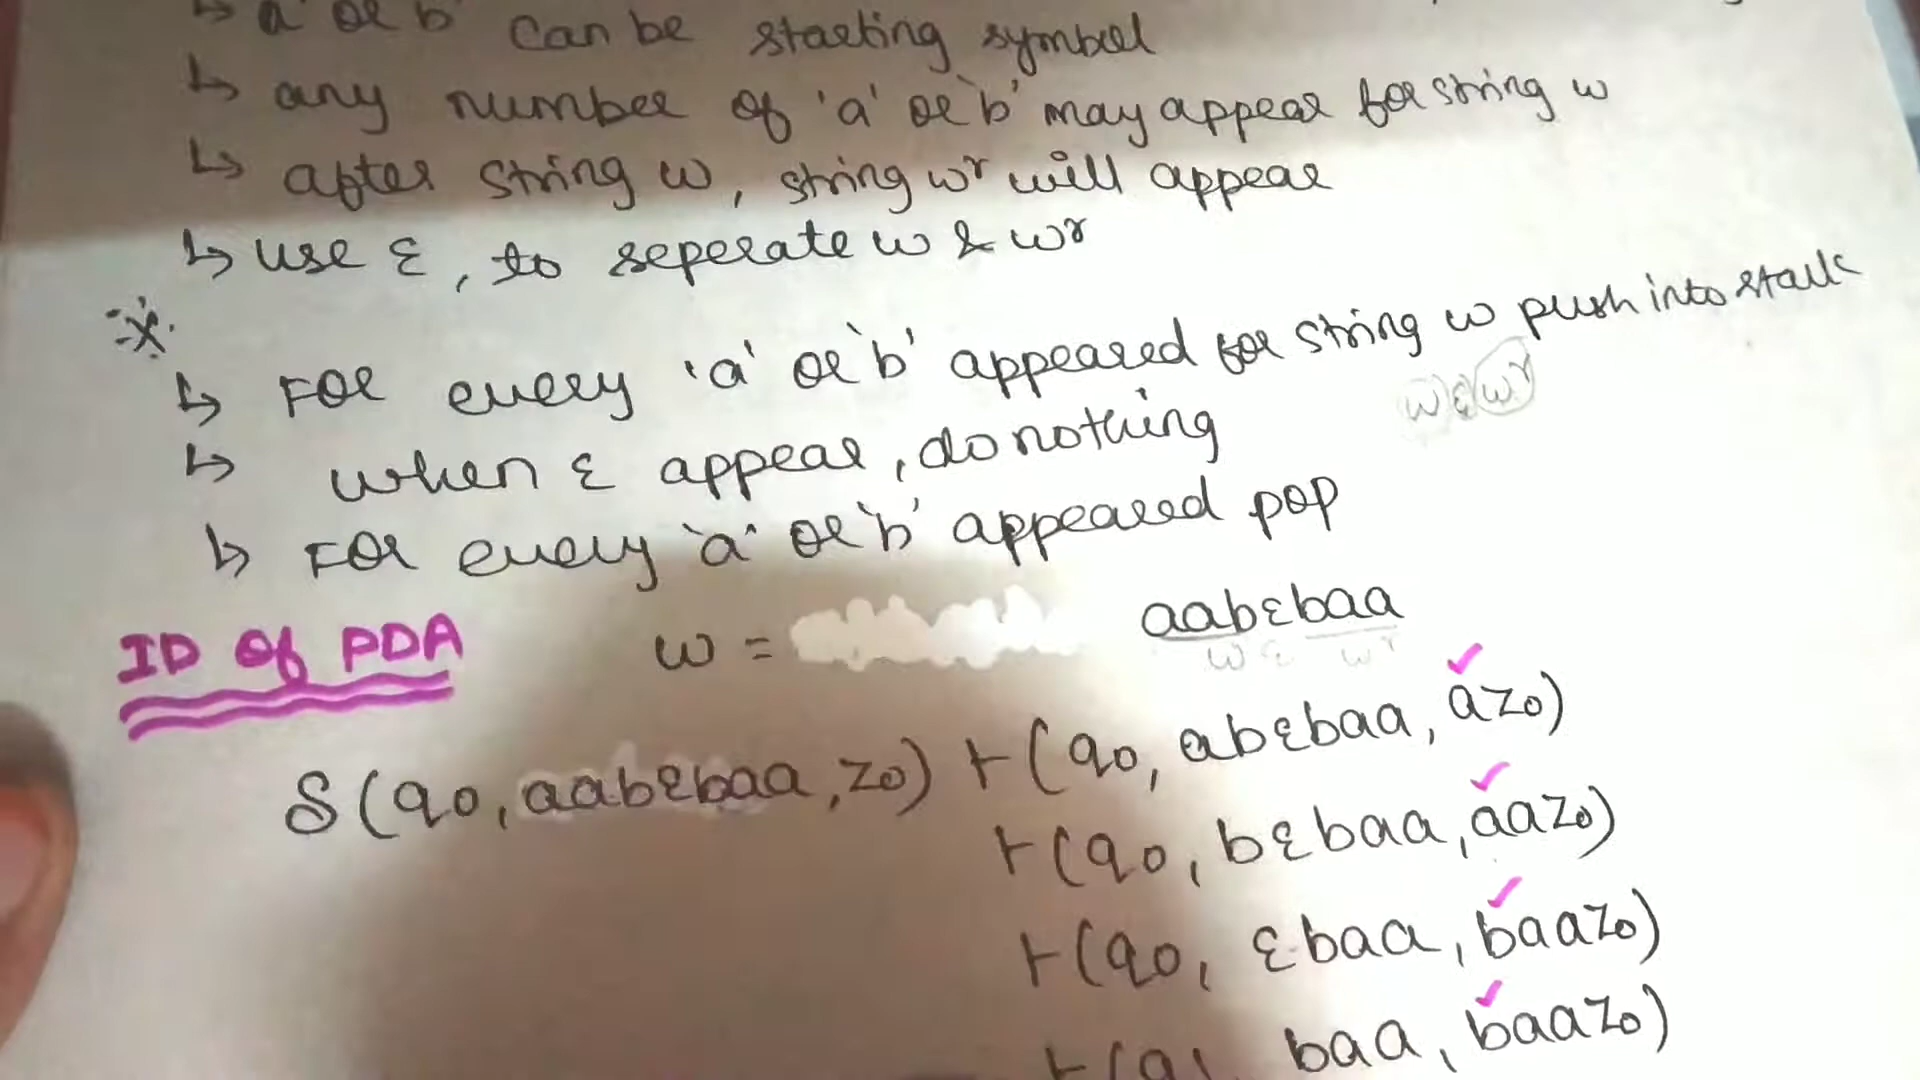 ↳ 'a' or 'b' can be starting symbol
↳ any number of 'a' or 'b' may appear for string w
↳ after string w, string wʳ will appear
↳ use ε, to seperate w & wʳ
↳ For every 'a' or 'b' appeared for string w push into stack
w ε wʳ
↳ when ε appear, do nothing
↳ For every 'a' or 'b' appeared pop
ID of PDA w = aabεbaa
w ε wʳ
δ(q0, aabεbaa, z0) ⊢ (q0, abεbaa, az0)
⊢ (q0, bεbaa, aaz0)
⊢ (q0, εbaa, baaz0)
⊢ (q1, baa, baaz0)